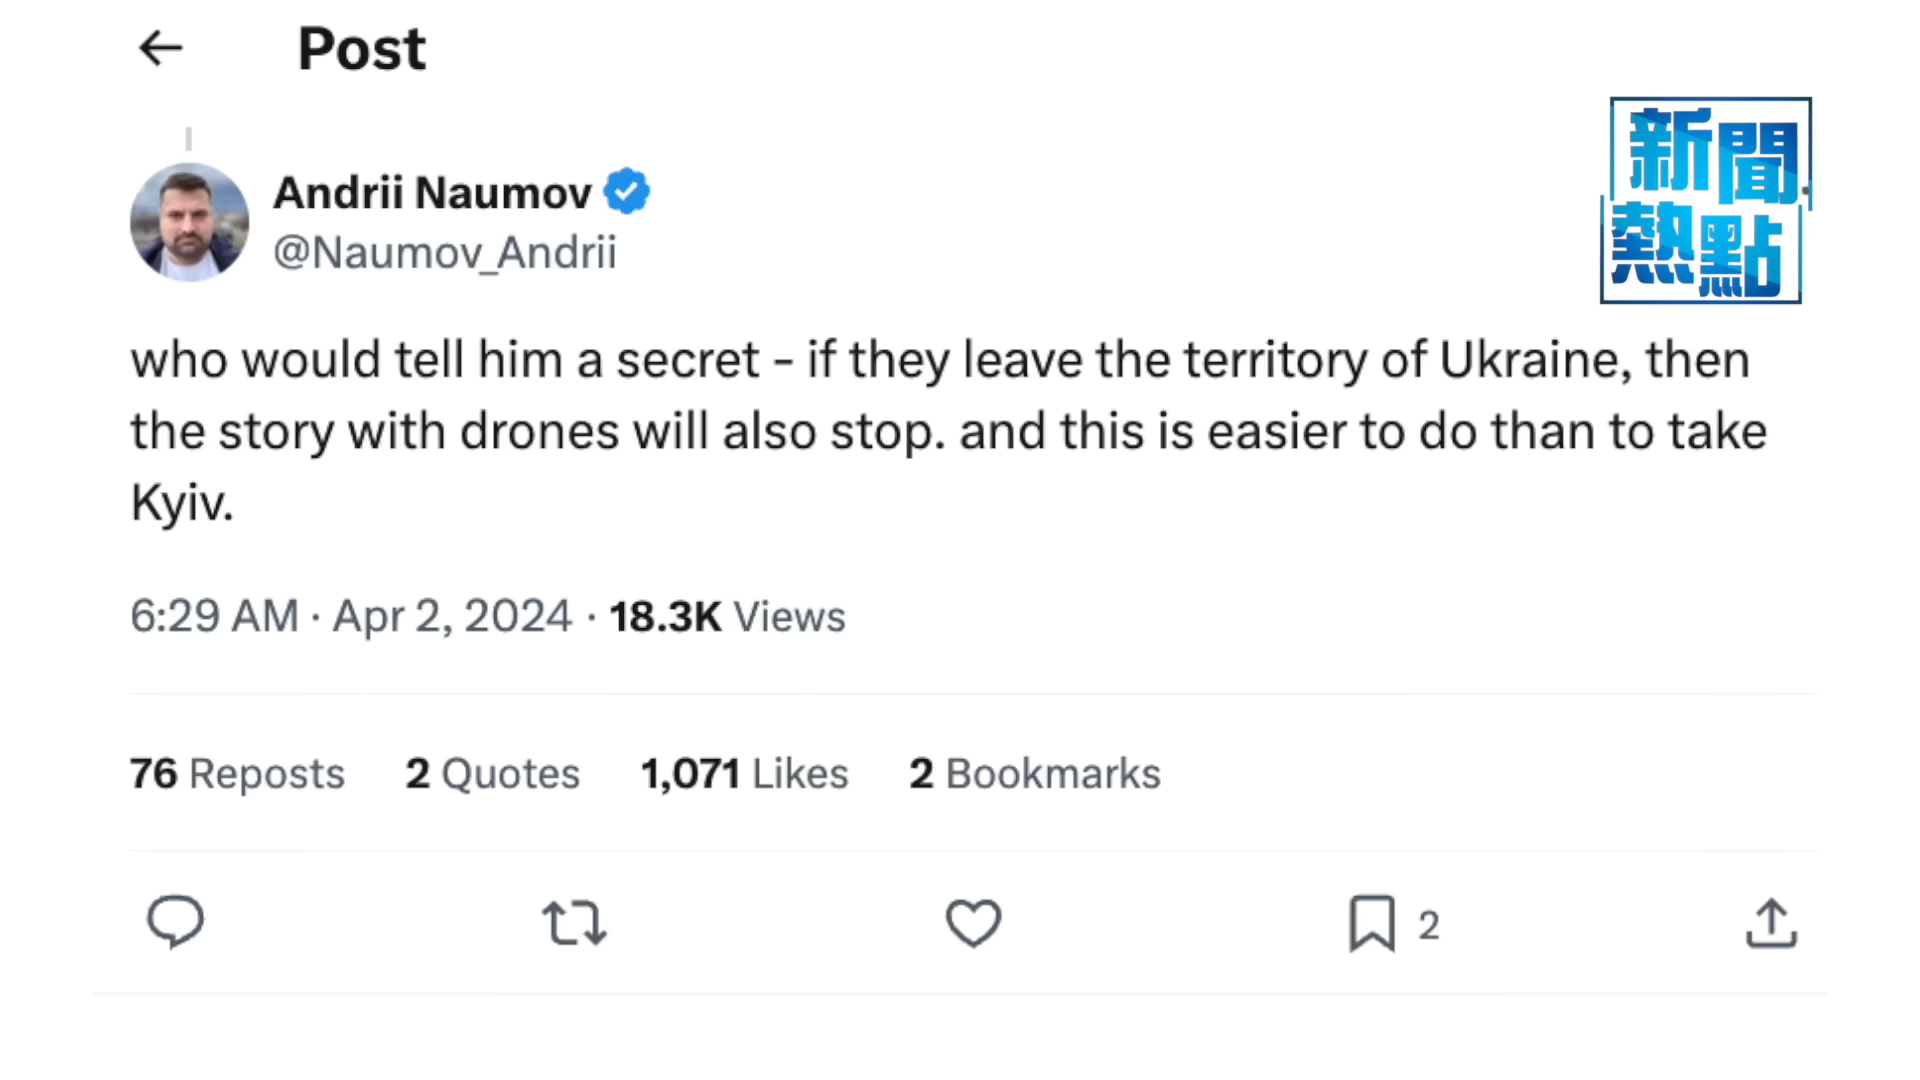 Post
Andrii Naumov
@Naumov_Andrii
新聞
熱點
who would tell him a secret - if they leave the territory of Ukraine, then
the story with drones will also stop. and this is easier to do than to take
Kyiv.
6:29 AM · Apr 2, 2024 · 18.3K Views
76 Reposts 2 Quotes 1,071 Likes 2 Bookmarks
2